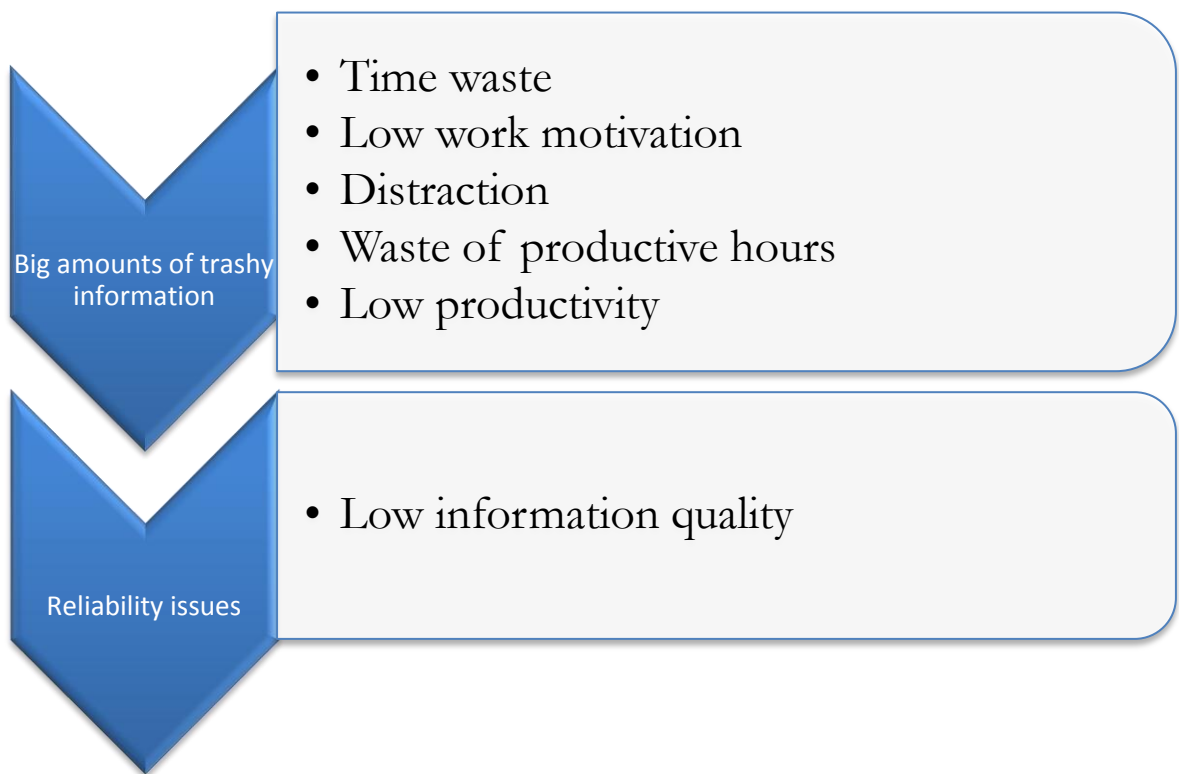 Big amounts of trashy
information
• Time waste
• Low work motivation
• Distraction
• Waste of productive hours
• Low productivity
Reliability issues
• Low information quality